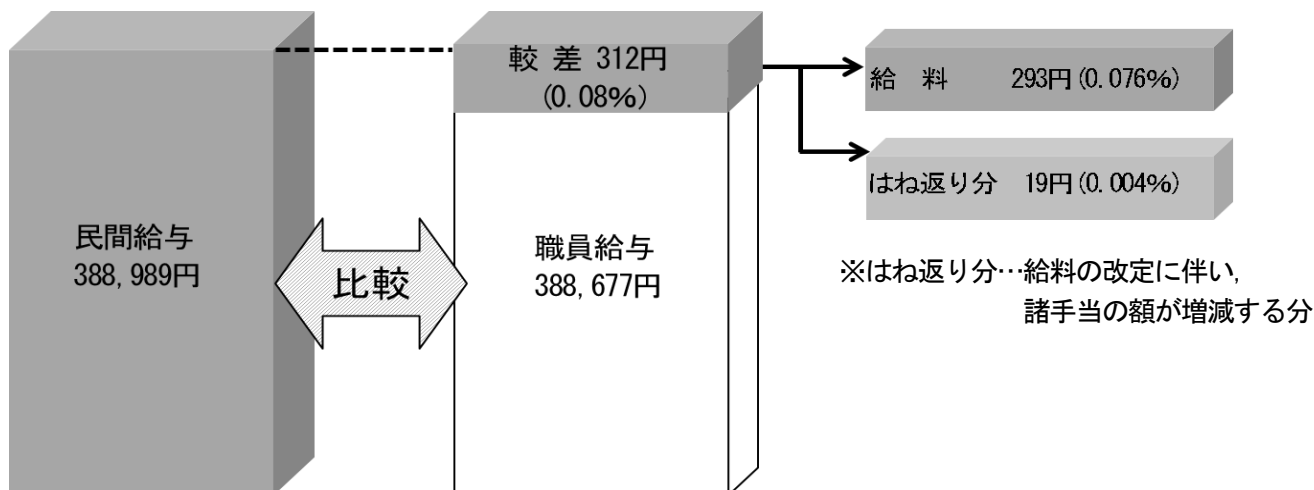 民間給与
388,989円
比較
較 差 312円
(0.08%)
職員給与
388,677円
給 料 293円(0.076%)
はね返り分 19円(0.004%)
※はね返り分…給料の改定に伴い,
諸手当の額が増減する分